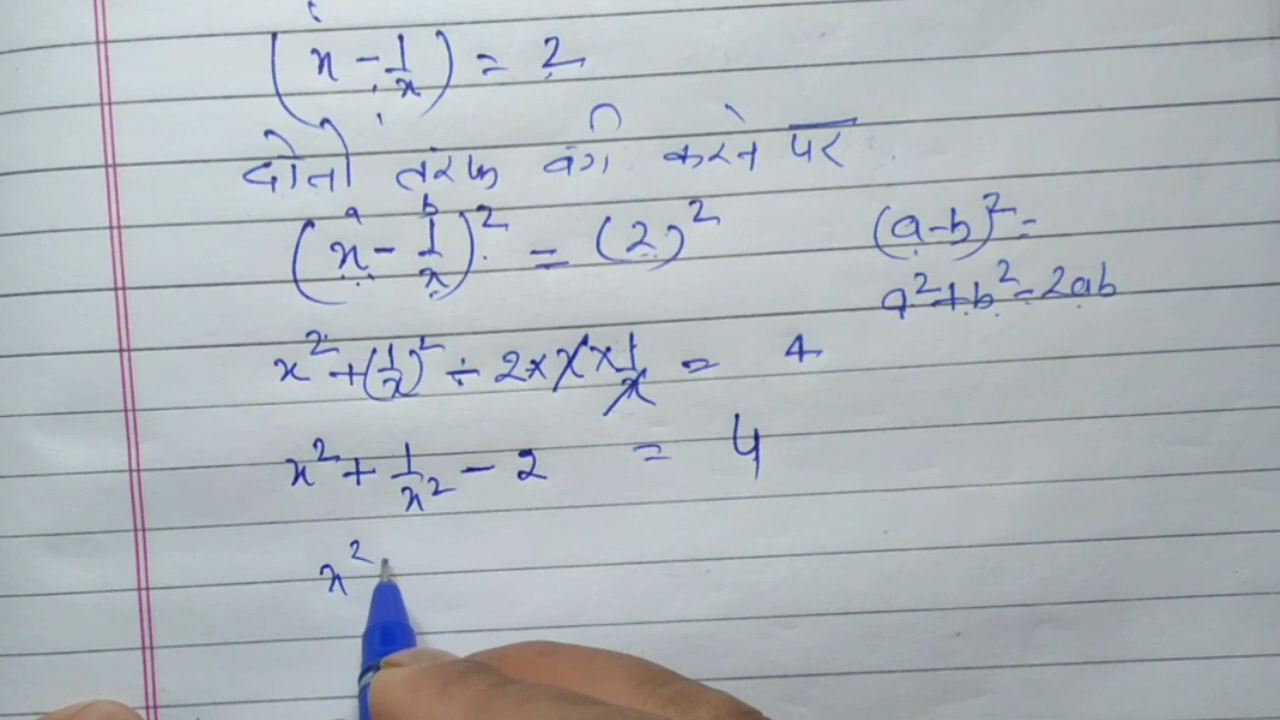 (x - 1/x) = 2
दोनों तरफ वर्ग करने पर
a b
(x - 1/x)² = (2)²
(a-b)² =
a²+b²-2ab
x² + (1/x)² - 2 × x × 1/x = 4
x² + 1/x² - 2 = 4
x²